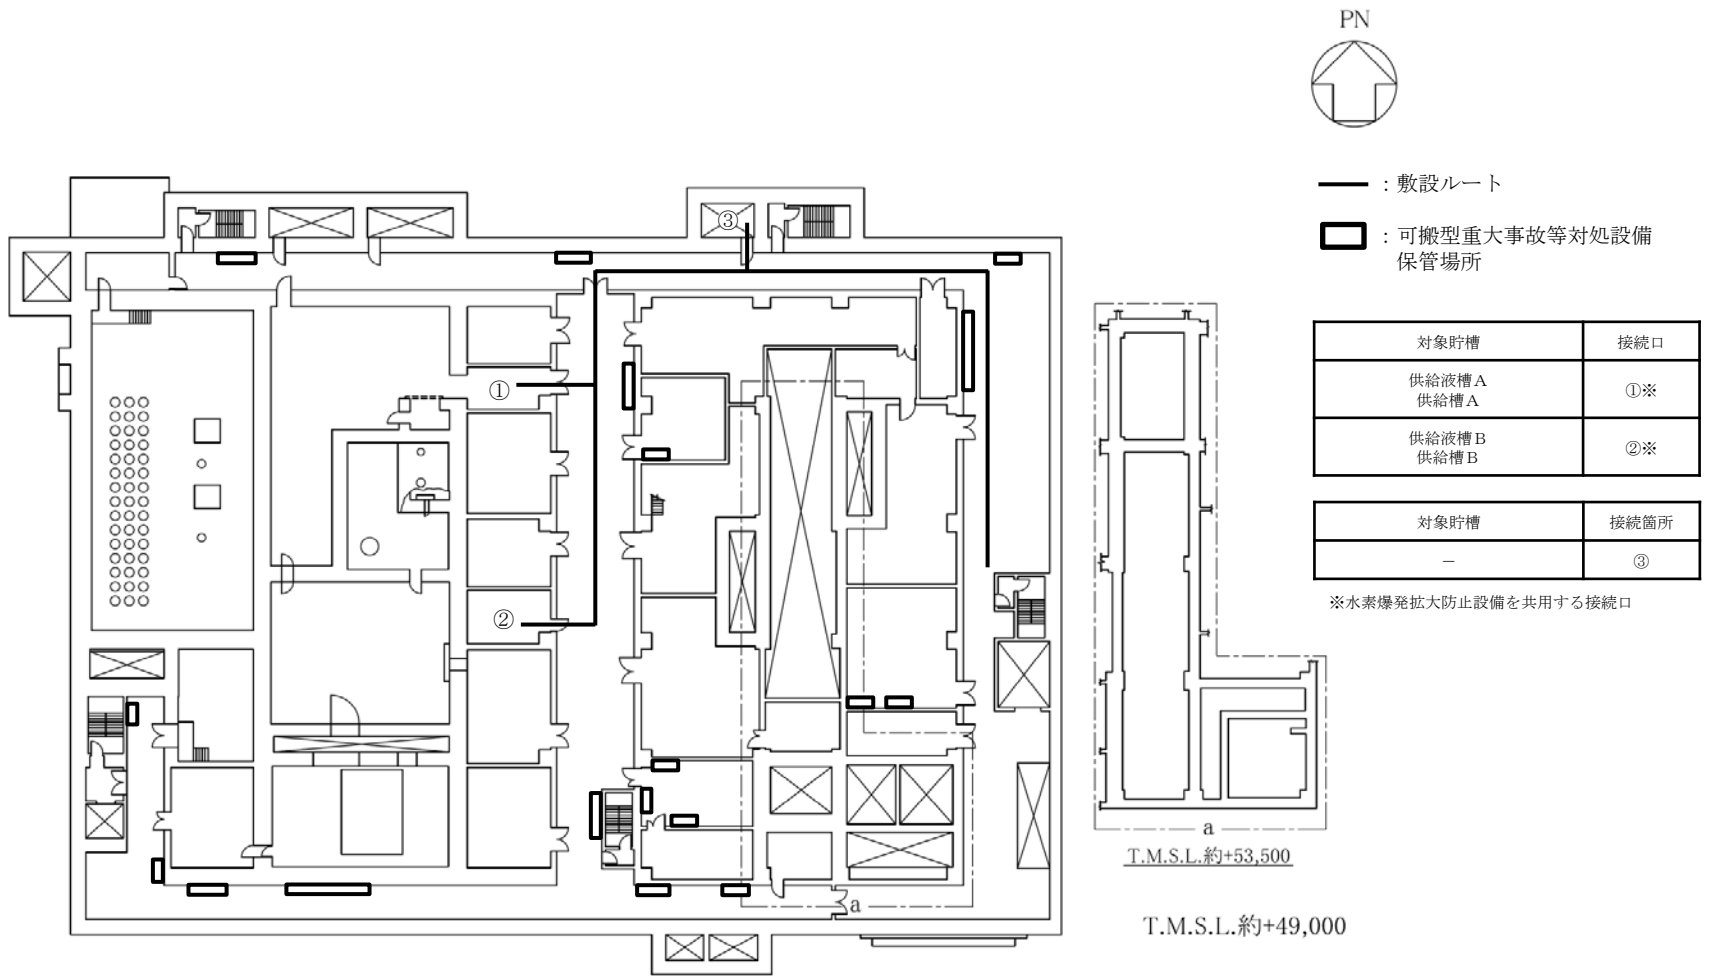 PN
：敷設ルート
：可搬型重大事故等対処設備
保管場所
対象貯槽 接続口
供給液槽A
供給槽A
①※
供給液槽B
供給槽B
②※
対象貯槽 接続箇所
－ ③
※水素爆発拡大防止設備を共用する接続口
③
①
②
a
a
T.M.S.L.約+53,500
T.M.S.L.約+49,000